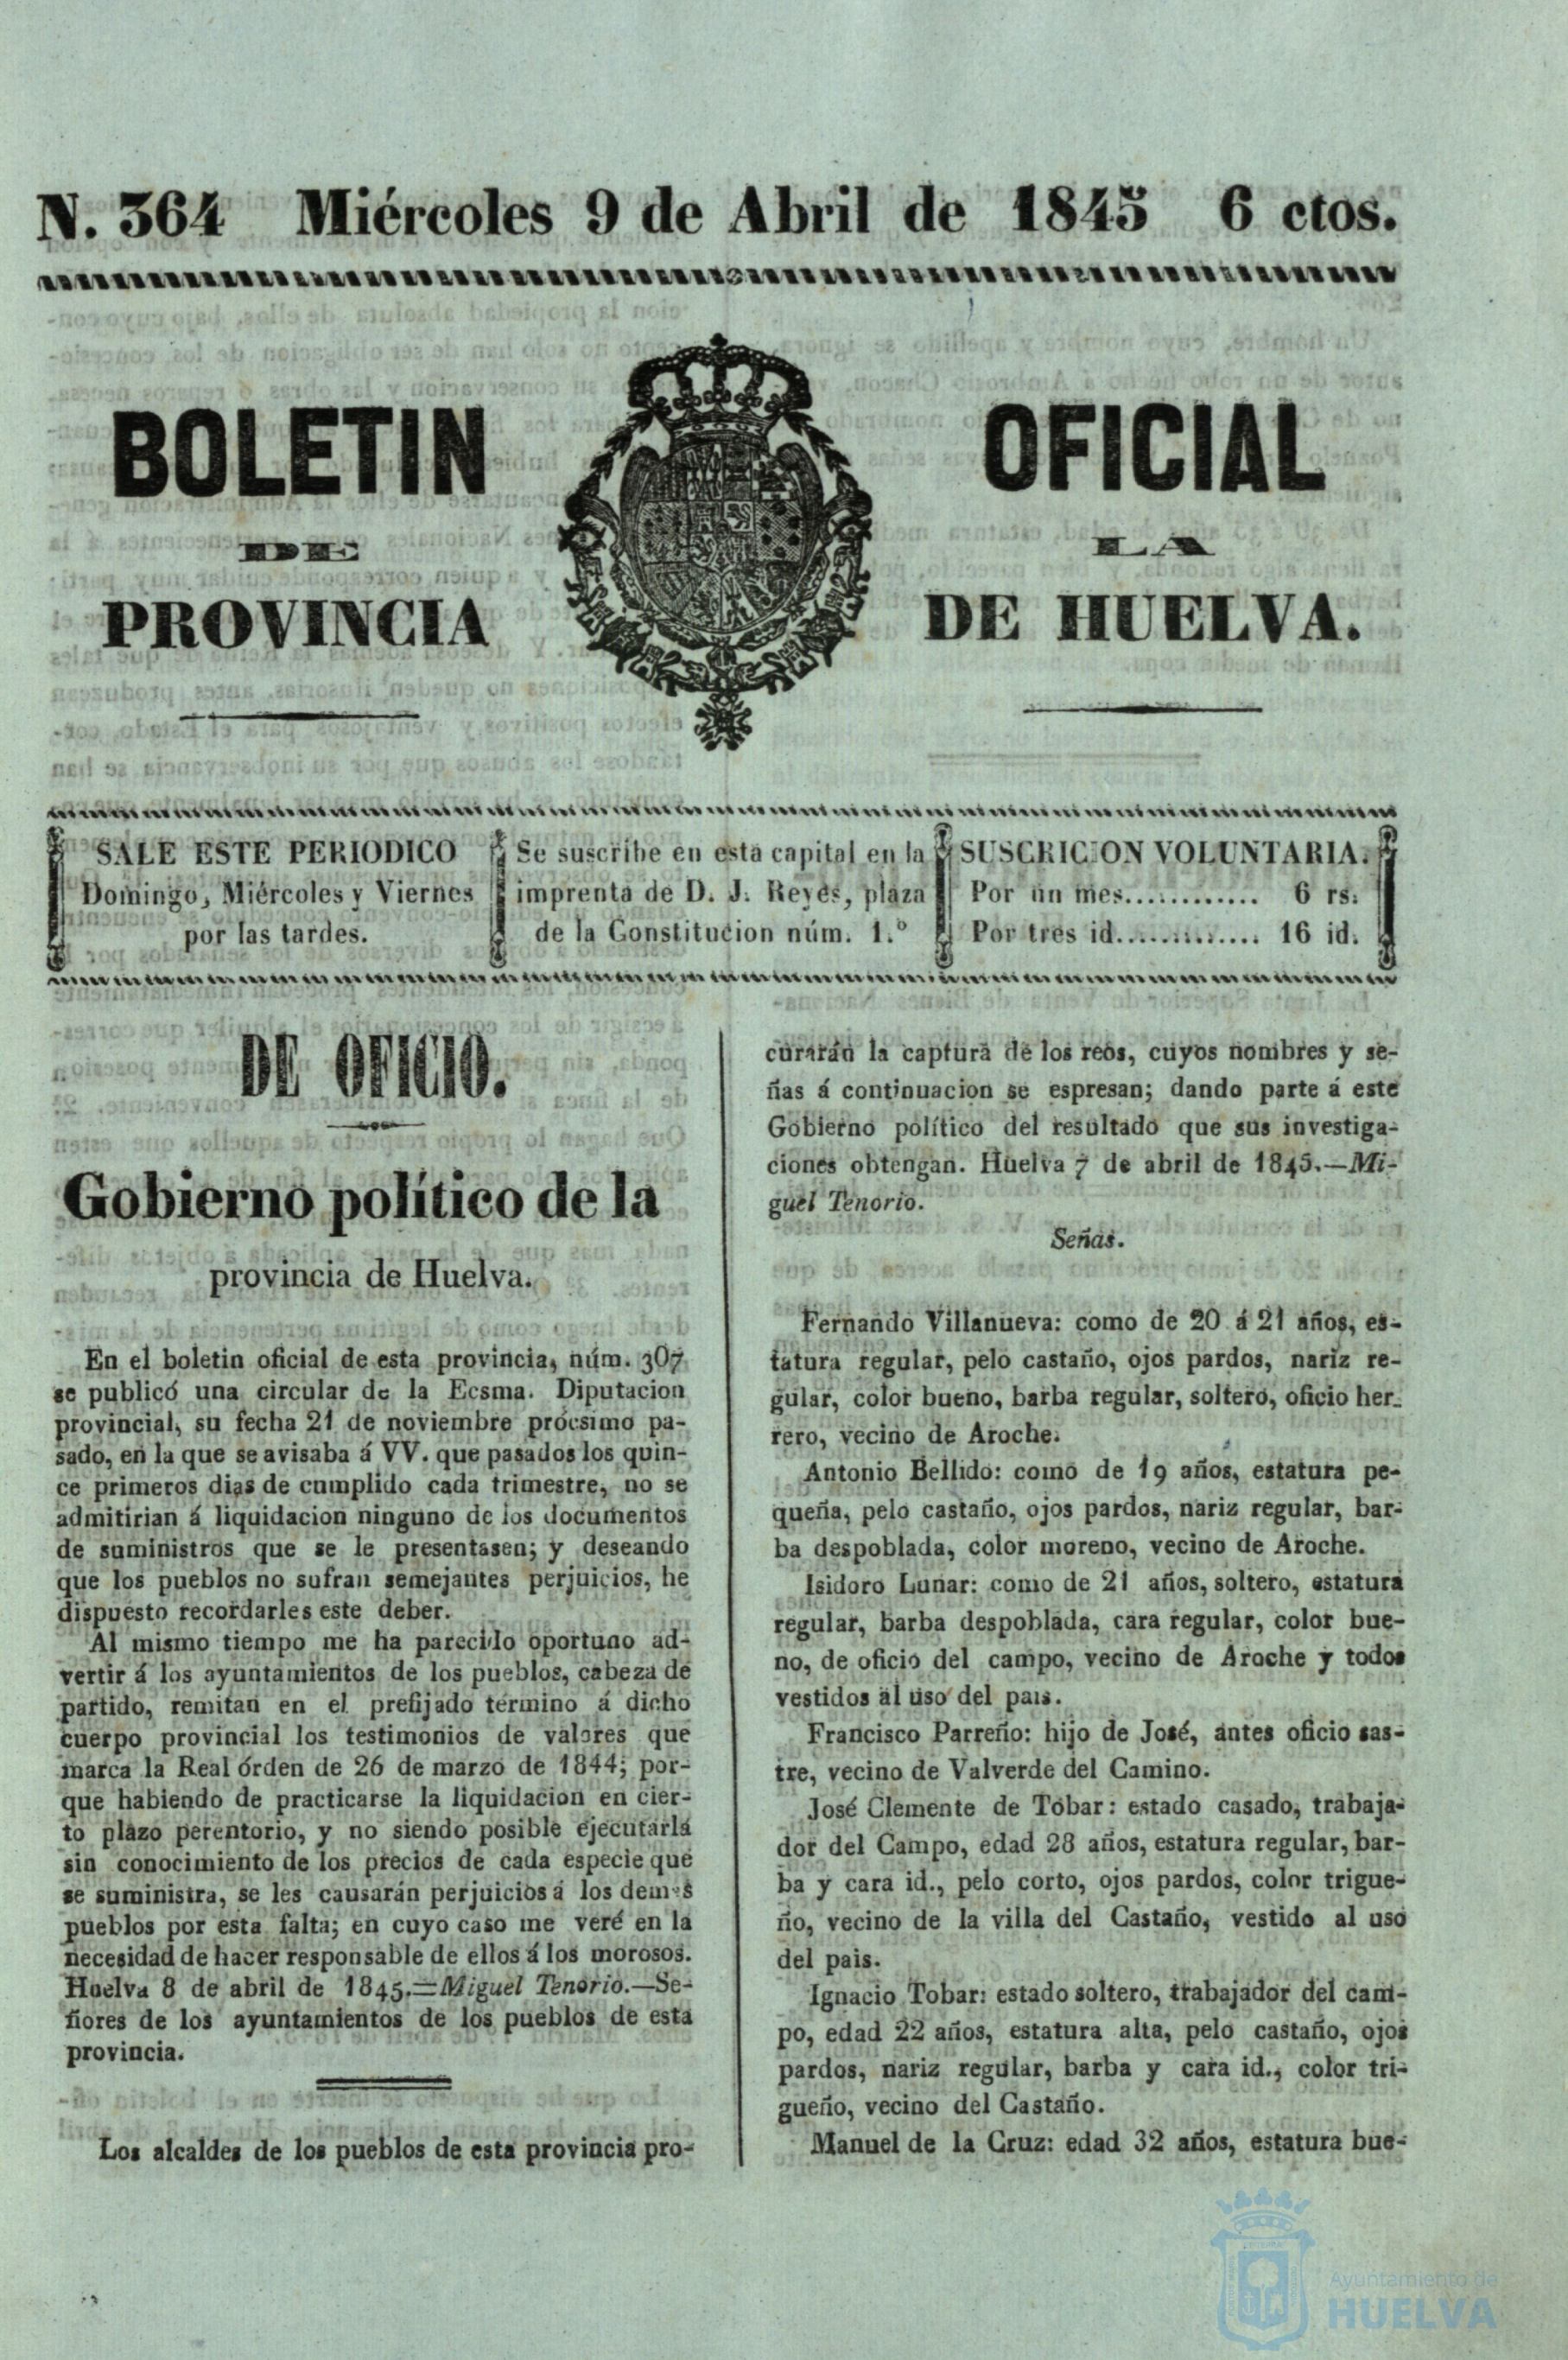 N. 364 Miércoles 9 de Abril de 1845 6 ctos.
BOLETIN OFICIAL
DE LA
PROVINCIA DE HUELVA.
SALE ESTE PERIODICO
Domingo, Miércoles y Viernes
por las tardes.
Se suscribe en esta capital en la
imprenta de D. J. Reyes, plaza
de la Constitucion núm. 1.º
SUSCRICION VOLUNTARIA.
Por un mes............ 6 rs.
Por tres id............. 16 id.
DE OFICIO.
Gobierno político de la
provincia de Huelva.
En el boletin oficial de esta provincia, núm. 307
se publicó una circular de la Ecsma. Diputacion
provincial, su fecha 21 de noviembre prócsimo pa-
sado, en la que se avisaba á VV. que pasados los quin-
ce primeros dias de cumplido cada trimestre, no se
admitirian á liquidacion ninguno de los documentos
de suministros que se le presentasen; y deseando
que los pueblos no sufran semejantes perjuicios, he
dispuesto recordarles este deber.
Al mismo tiempo me ha parecido oportuno ad-
vertir á los ayuntamientos de los pueblos, cabeza de
partido, remitan en el prefijado término á dicho
cuerpo provincial los testimonios de valores que
marca la Real órden de 26 de marzo de 1844; por-
que habiendo de practicarse la liquidacion en cier-
to plazo perentorio, y no siendo posible ejecutarla
sin conocimiento de los precios de cada especie que
se suministra, se les causarán perjuicios á los demas
pueblos por esta falta; en cuyo caso me veré en la
necesidad de hacer responsable de ellos á los morosos.
Huelva 8 de abril de 1845.=Miguel Tenorio.—Se-
ñores de los ayuntamientos de los pueblos de esta
provincia.
Los alcaldes de los pueblos de esta provincia pro-
curarán la captura de los reos, cuyos nombres y se-
ñas á continuacion se espresan; dando parte á este
Gobierno político del resultado que sus investiga-
ciones obtengan. Huelva 7 de abril de 1845.—Mi-
guel Tenorio.
Señas.
Fernando Villanueva: como de 20 á 21 años, es-
tatura regular, pelo castaño, ojos pardos, nariz re-
gular, color bueno, barba regular, soltero, oficio her-
rero, vecino de Aroche.
Antonio Bellido: como de 19 años, estatura pe-
queña, pelo castaño, ojos pardos, nariz regular, bar-
ba despoblada, color moreno, vecino de Aroche.
Isidoro Lunar: como de 21 años, soltero, estatura
regular, barba despoblada, cara regular, color bue-
no, de oficio del campo, vecino de Aroche y todos
vestidos al uso del pais.
Francisco Parreño: hijo de José, antes oficio sas-
tre, vecino de Valverde del Camino.
José Clemente de Tobar: estado casado, trabaja-
dor del Campo, edad 28 años, estatura regular, bar-
ba y cara id., pelo corto, ojos pardos, color trigue-
ño, vecino de la villa del Castaño, vestido al uso
del pais.
Ignacio Tobar: estado soltero, trabajador del cam-
po, edad 22 años, estatura alta, pelo castaño, ojos
pardos, nariz regular, barba y cara id., color tri-
gueño, vecino del Castaño.
Manuel de la Cruz: edad 32 años, estatura bue-
Ayuntamiento de
HUELVA